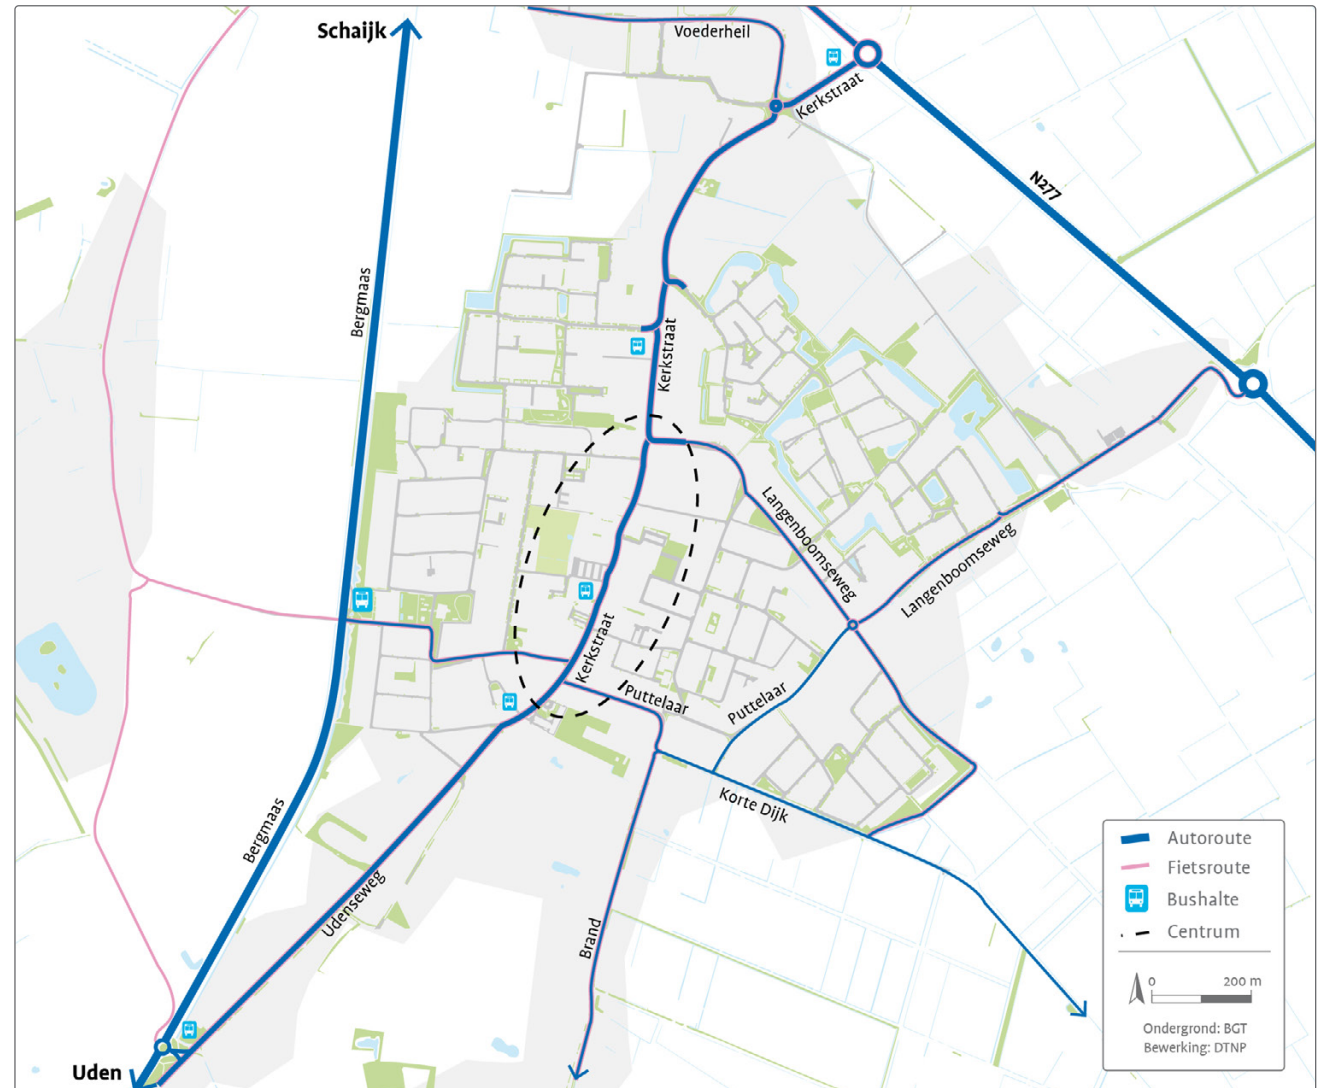 Schaijk
Voederheil
Kerkstraat
N277
Bergmaas
Kerkstraat
Langenboomseweg
Langenboomseweg
Kerkstraat
Puttelaar
Puttelaar
Korte Dijk
Bergmaas
Udenseweg
Brand
Uden
Autoroute
Fietsroute
Bushalte
Centrum
0 200 m
Ondergrond: BGT
Bewerking: DTNP